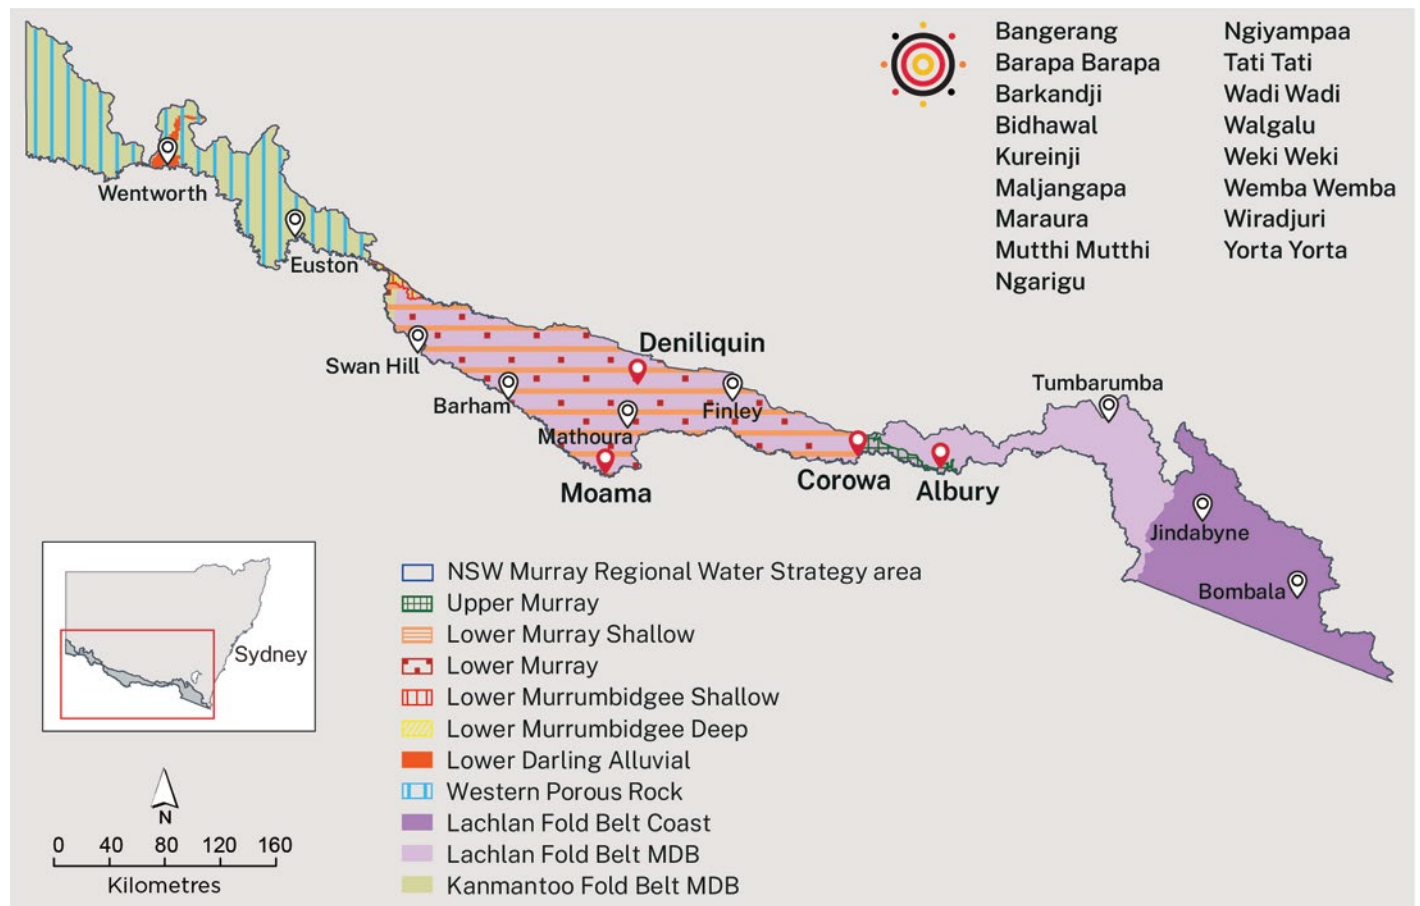 Bangerang
Barapa Barapa
Barkandji
Bidhawal
Kureinji
Maljangapa
Maraura
Mutthi Mutthi
Ngarigu
Ngiyampaa
Tati Tati
Wadi Wadi
Walgalu
Weki Weki
Wemba Wemba
Wiradjuri
Yorta Yorta
Wentworth
Euston
Swan Hill
Deniliquin
Barham
Finley
Mathoura
Moama
Corowa
Albury
Tumbarumba
Jindabyne
Bombala
Sydney
N
0 40 80 120 160
Kilometres
NSW Murray Regional Water Strategy area
Upper Murray
Lower Murray Shallow
Lower Murray
Lower Murrumbidgee Shallow
Lower Murrumbidgee Deep
Lower Darling Alluvial
Western Porous Rock
Lachlan Fold Belt Coast
Lachlan Fold Belt MDB
Kanmantoo Fold Belt MDB